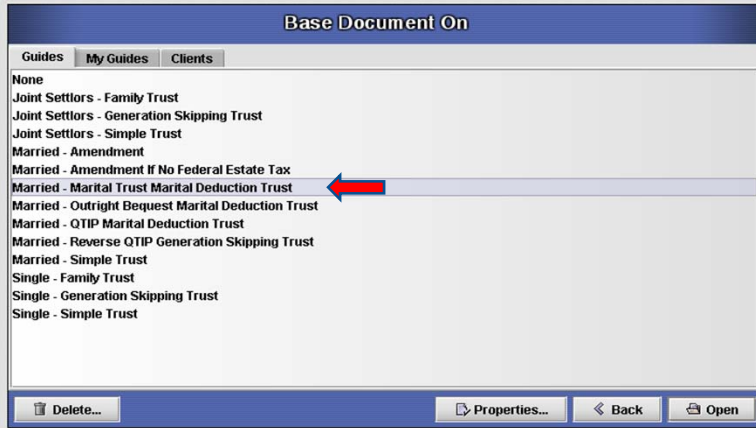 Base Document On
Guides My Guides Clients
None
Joint Settlors - Family Trust
Joint Settlors - Generation Skipping Trust
Joint Settlors - Simple Trust
Married - Amendment
Married - Amendment If No Federal Estate Tax
Married - Marital Trust Marital Deduction Trust
Married - Outright Bequest Marital Deduction Trust
Married - QTIP Marital Deduction Trust
Married - Reverse QTIP Generation Skipping Trust
Married - Simple Trust
Single - Family Trust
Single - Generation Skipping Trust
Single - Simple Trust
Delete... Properties... Back Open